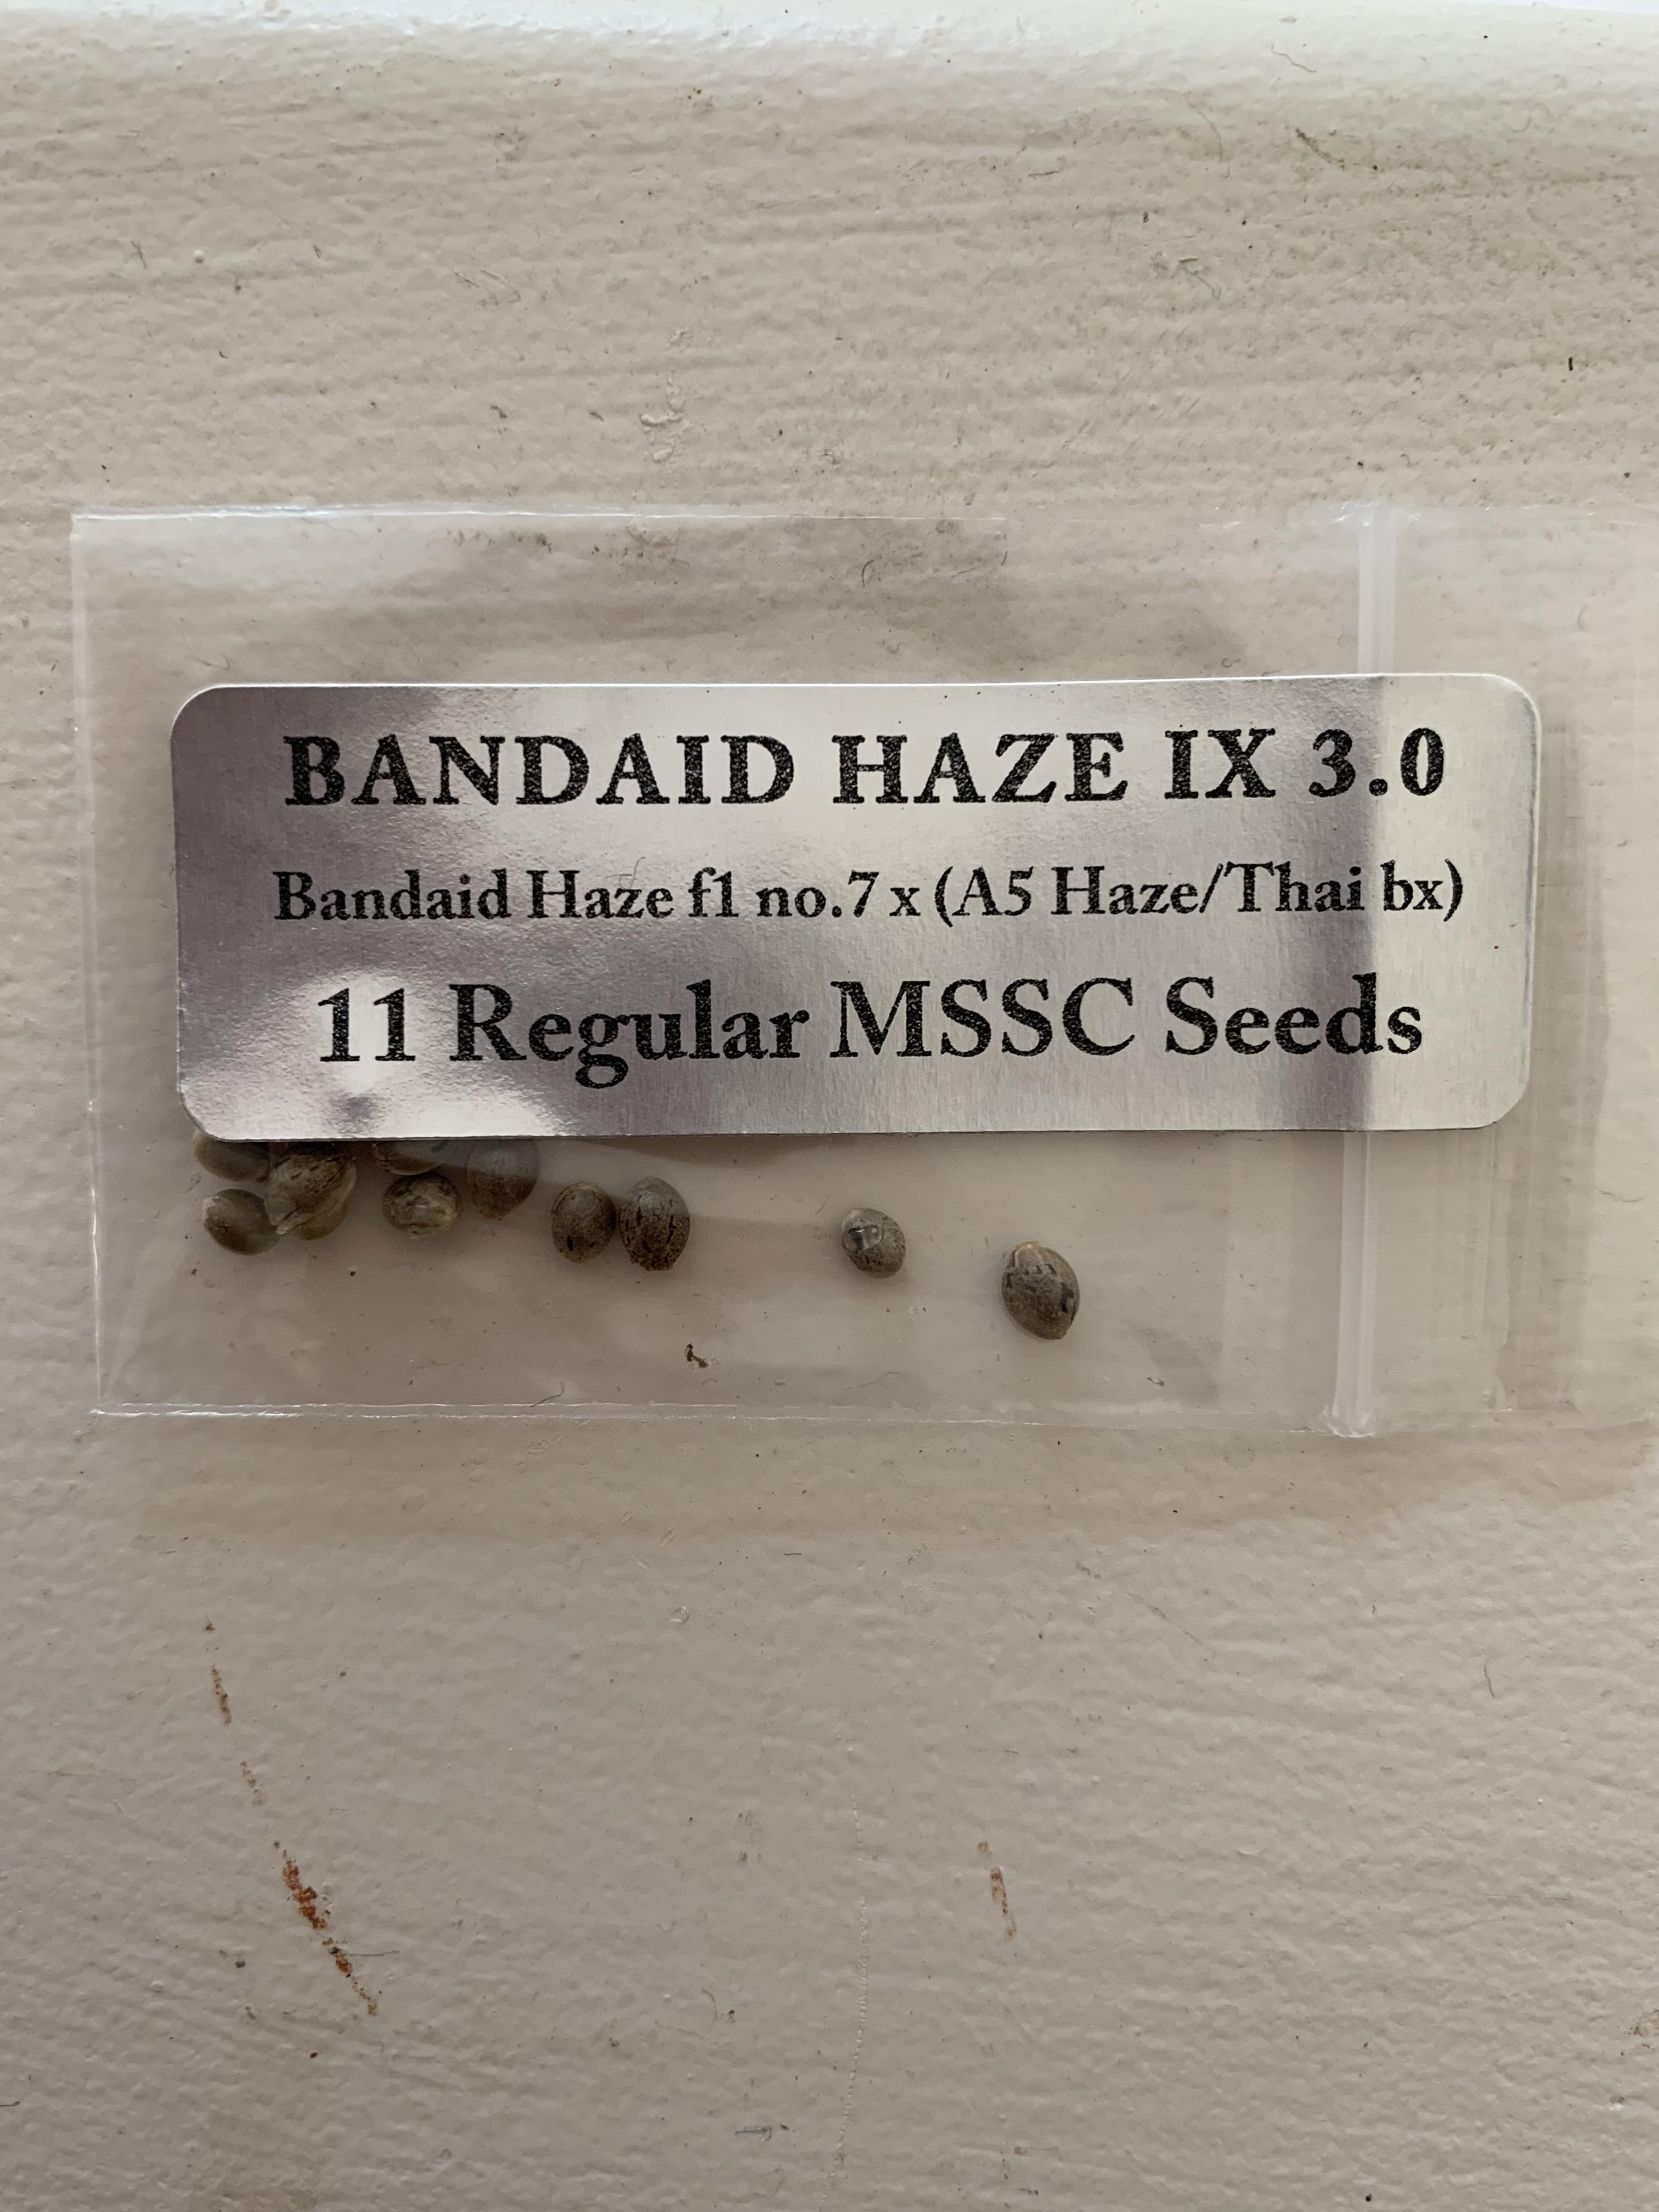 BANDAID HAZE IX 3.0
Bandaid Haze f1 no.7 x (A5 Haze/Thai bx)
11 Regular MSSC Seeds